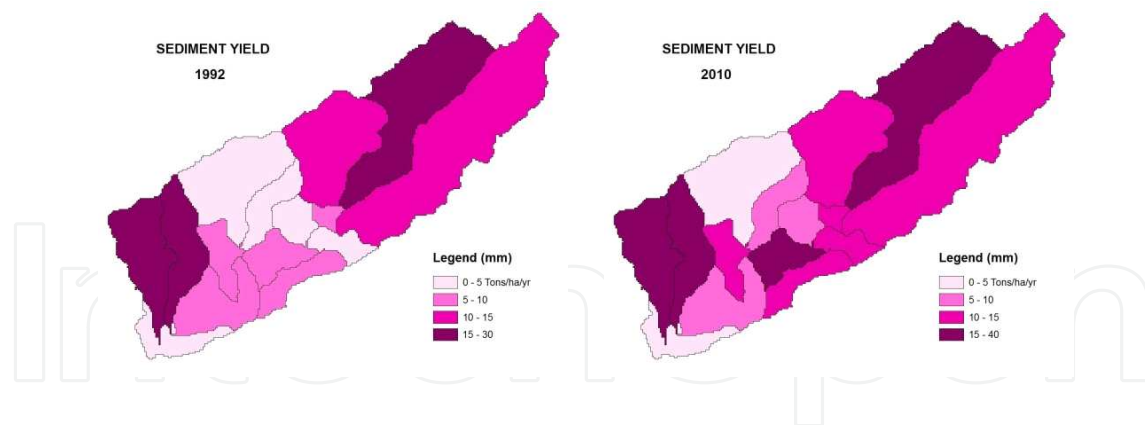 SEDIMENT YIELD
1992
Legend (mm)
0 - 5 Tons/ha/yr
5 - 10
10 - 15
15 - 30
SEDIMENT YIELD
2010
Legend (mm)
0 - 5 Tons/ha/yr
5 - 10
10 - 15
15 - 40